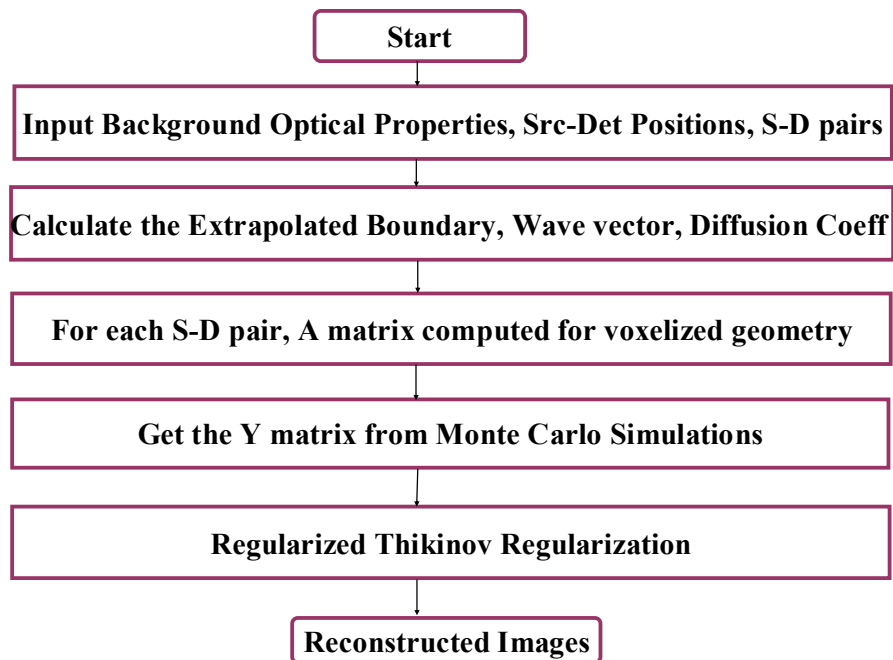 Start
Input Background Optical Properties, Src-Det Positions, S-D pairs
Calculate the Extrapolated Boundary, Wave vector, Diffusion Coeff
For each S-D pair, A matrix computed for voxelized geometry
Get the Y matrix from Monte Carlo Simulations
Regularized Thikinov Regularization
Reconstructed Images